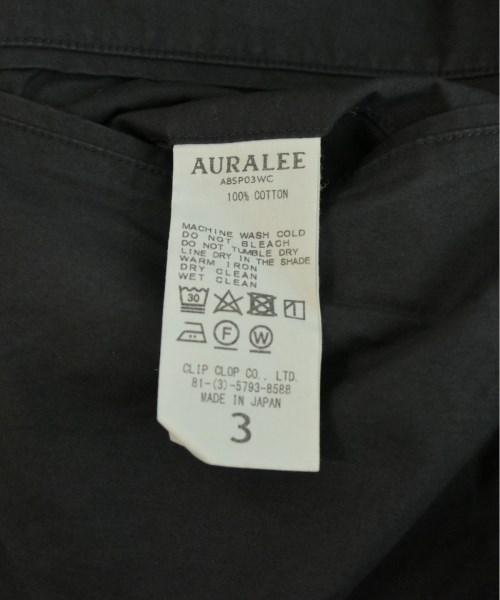 AURALEE
A8SP03WC
100% COTTON
MACHINE WASH COLD
DO NOT BLEACH
DO NOT TUMBLE DRY
LINE DRY IN THE SHADE
WARM IRON
DRY CLEAN
WET CLEAN
30
F W
CLIP CLOP CO., LTD.
81-(3)-5793-8588
MADE IN JAPAN
3